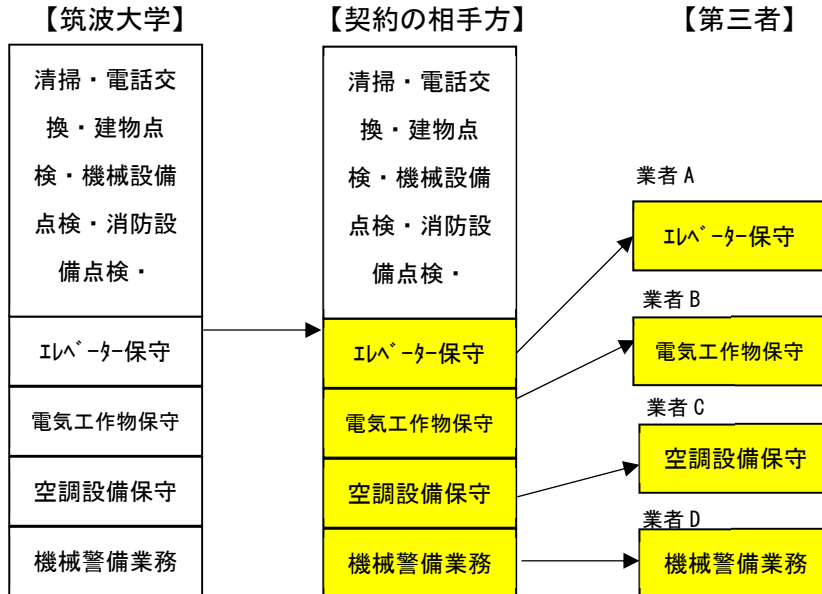 【筑波大学】
清掃・電話交
換・建物点
検・機械設備
点検・消防設
備点検・
ｴﾚﾍﾞｰﾀｰ保守
電気工作物保守
空調設備保守
機械警備業務
【契約の相手方】
清掃・電話交
換・建物点
検・機械設備
点検・消防設
備点検・
ｴﾚﾍﾞｰﾀｰ保守
電気工作物保守
空調設備保守
機械警備業務
【第三者】
業者 A
ｴﾚﾍﾞｰﾀｰ保守
業者 B
電気工作物保守
業者 C
空調設備保守
業者 D
機械警備業務